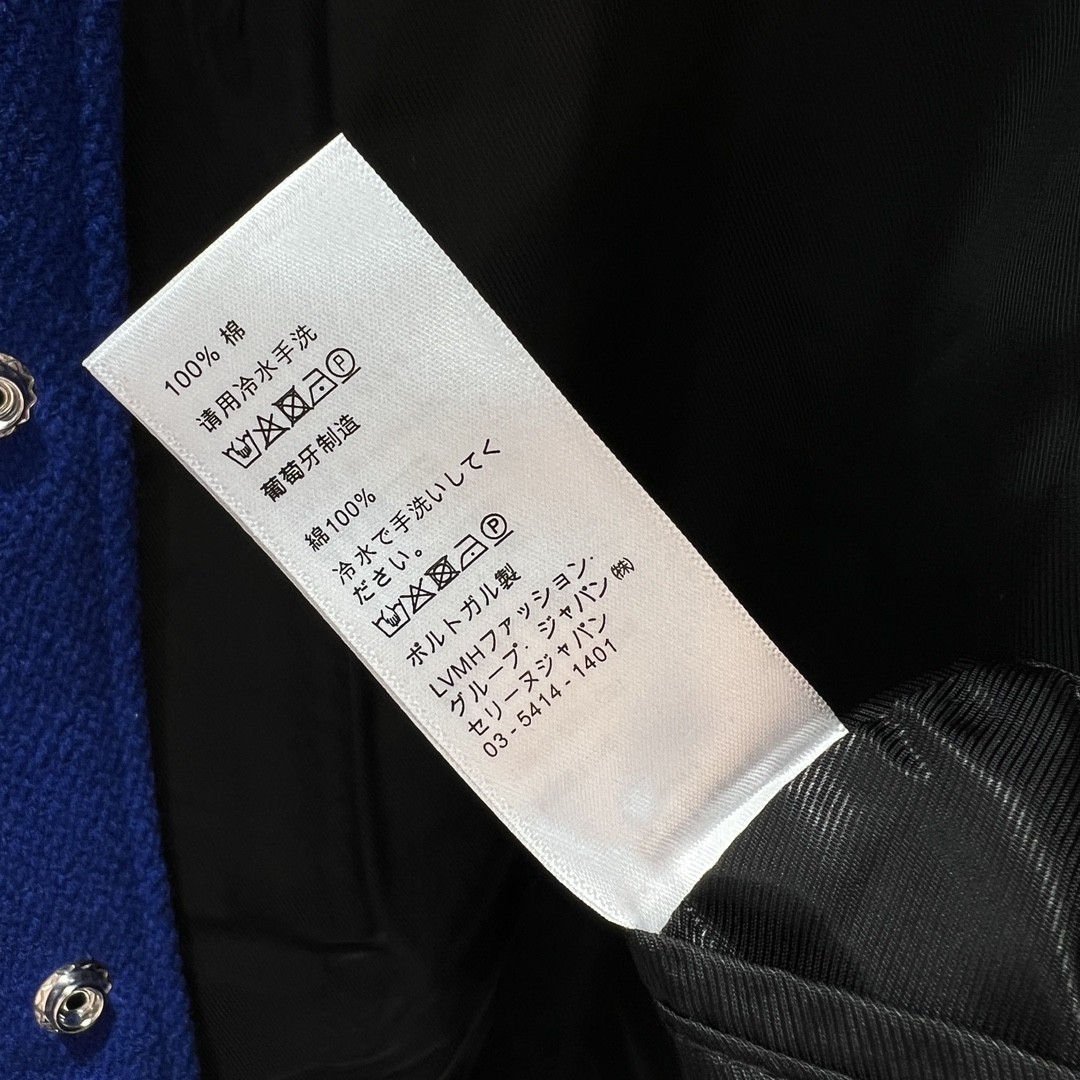 100% 棉
请用冷水手洗
P
葡萄牙制造
綿100%
冷水で手洗いしてく
ださい。
P
ポルトガル製
LVMHファッション·
グループ· ジャパン㈱
セリーヌジャパン
03-5414-1401